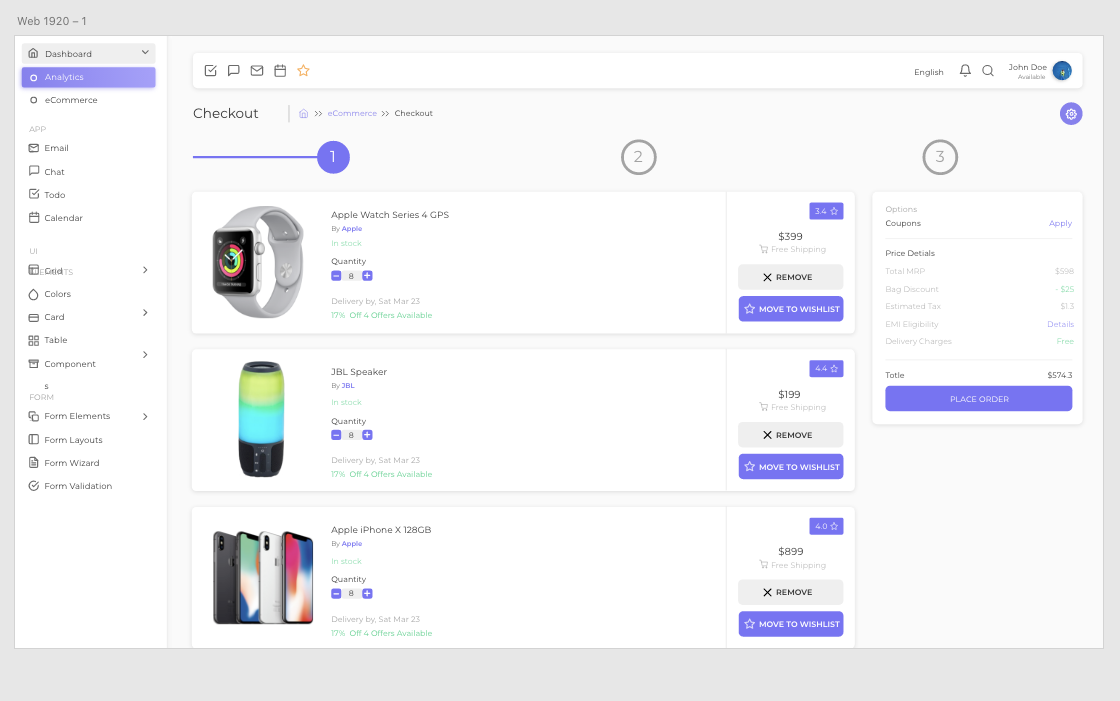 Web 1920 – 1
Dashboard
Analytics
eCommerce
APP
Email
Chat
Todo
Calendar
UI
Grid
Colors
Card
Table
Component
s
FORM
Form Elements
Form Layouts
Form Wizard
Form Validation
English
John Doe
Available
Checkout
eCommerce
Checkout
1
2
3
Apple Watch Series 4 GPS
By Apple
In stock
Quantity
8
Delivery by, Sat Mar 23
17% Off 4 Offers Available
3.4
$399
Free Shipping
REMOVE
MOVE TO WISHLIST
JBL Speaker
By JBL
In stock
Quantity
8
Delivery by, Sat Mar 23
17% Off 4 Offers Available
4.4
$199
Free Shipping
REMOVE
MOVE TO WISHLIST
Apple iPhone X 128GB
By Apple
In stock
Quantity
8
Delivery by, Sat Mar 23
17% Off 4 Offers Available
4.0
$899
Free Shipping
REMOVE
MOVE TO WISHLIST
Options
Coupons Apply
Price Detials
Total MRP $598
Bag Discount - $25
Estimated Tax $1.3
EMI Eligibility Details
Delivery Charges Free
Totle $574.3
PLACE ORDER